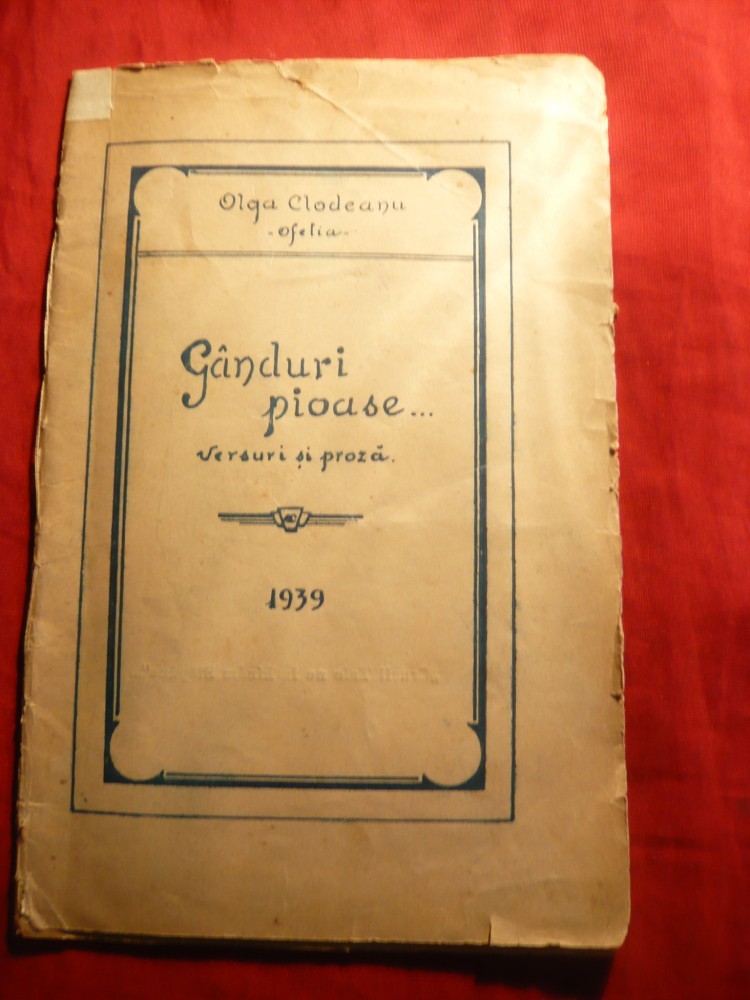 Olga Clodeanu
-Ofelia-
Gânduri
pioase...
versuri și proză.
1939